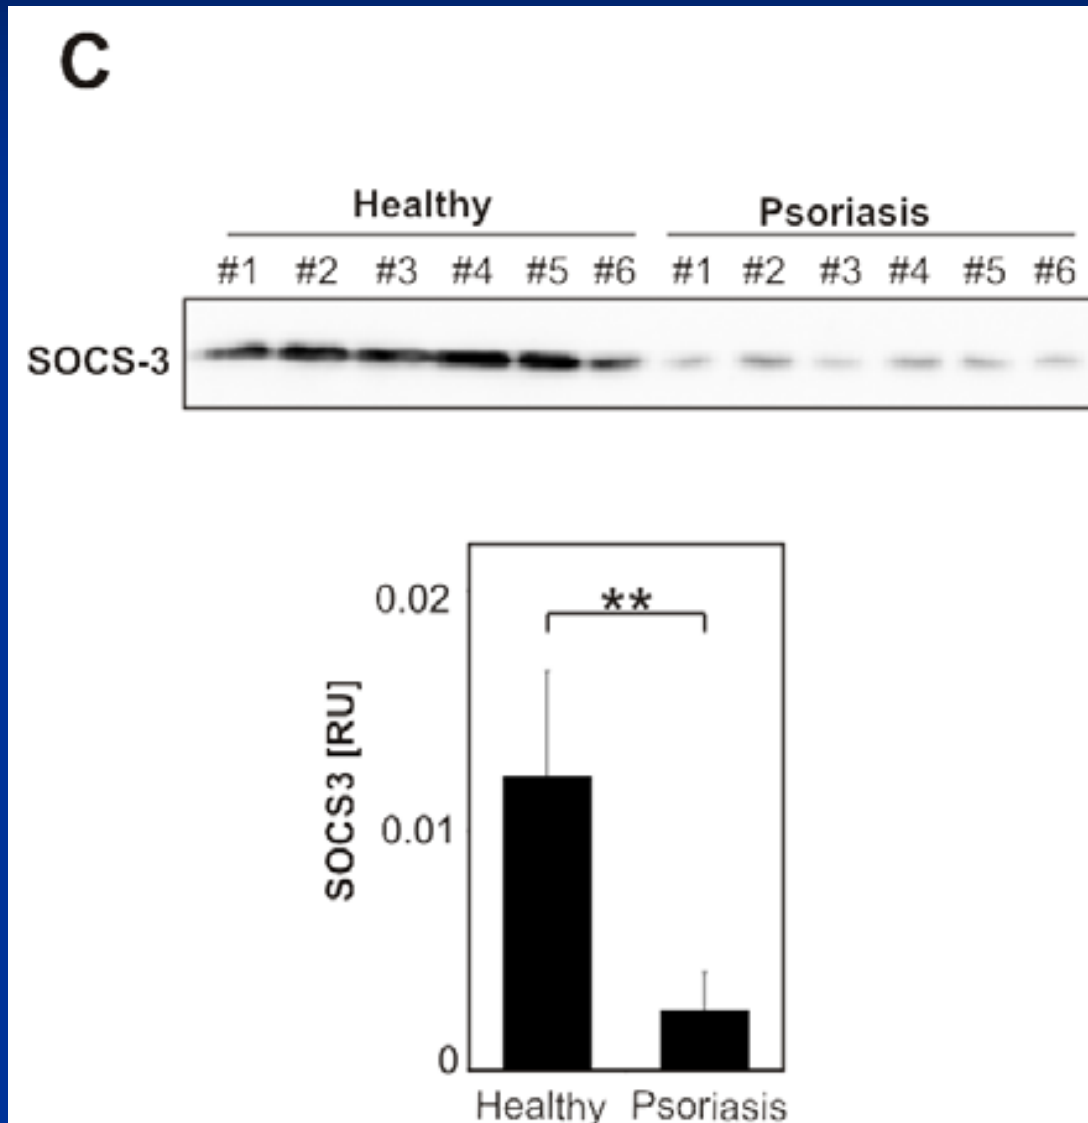 C
Healthy Psoriasis
#1 #2 #3 #4 #5 #6 #1 #2 #3 #4 #5 #6
SOCS-3
0.02
**
0.01
0
SOCS3 [RU]
Healthy Psoriasis